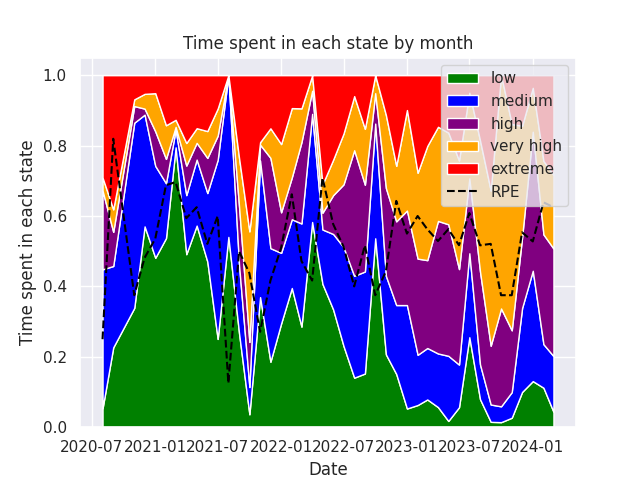 Time spent in each state by month
1.0
0.8
0.6
0.4
0.2
0.0
Time spent in each state
low
medium
high
very high
extreme
RPE
2020-07 2021-01 2021-07 2022-01 2022-07 2023-01 2023-07 2024-01
Date